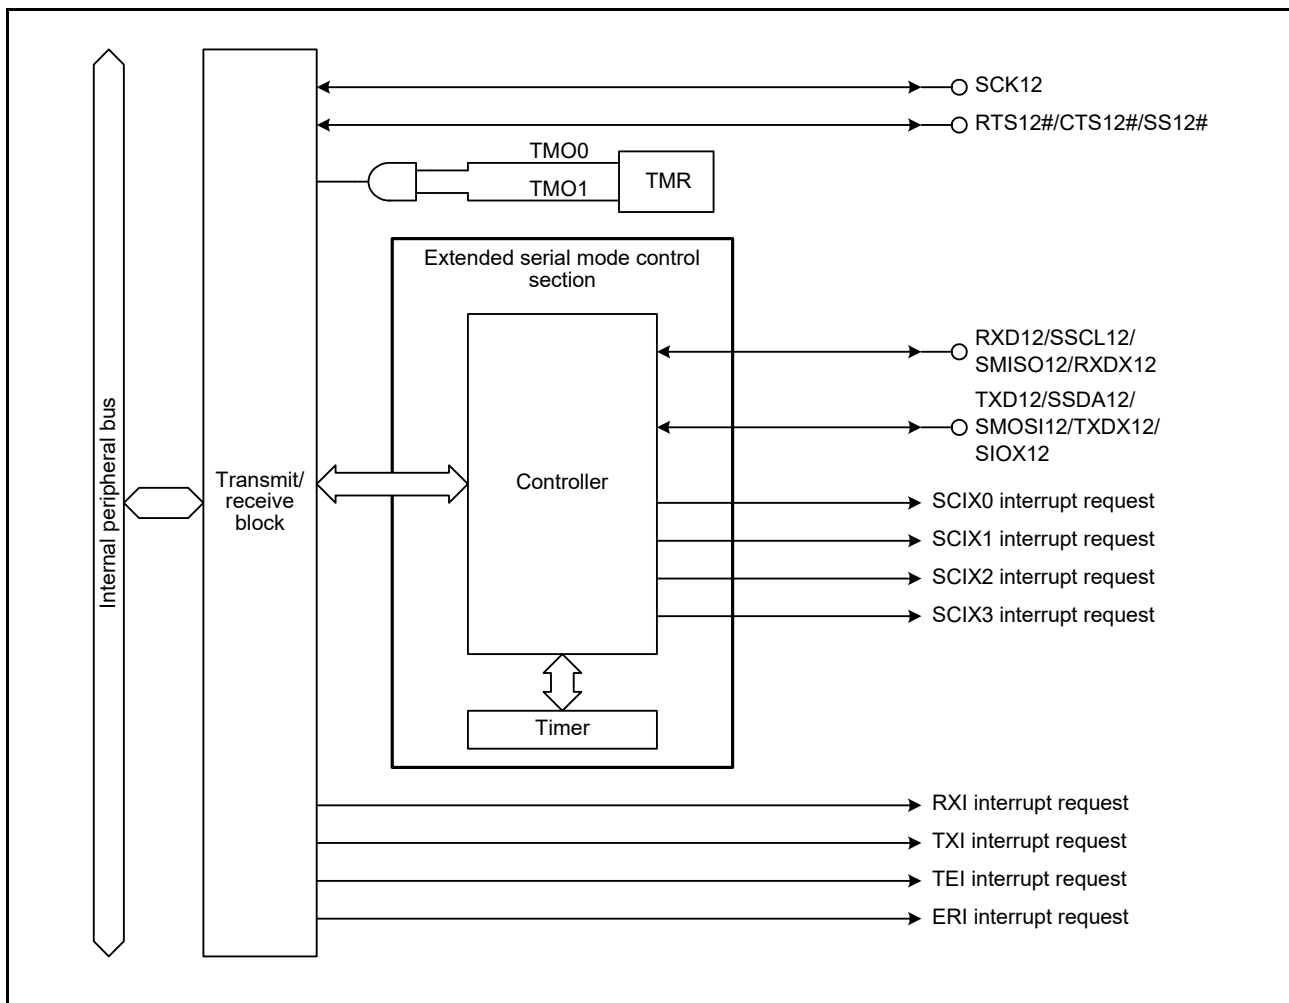 SCK12
RTS12#/CTS12#/SS12#
TMO0
TMO1
TMR
Extended serial mode control
section
RXD12/SSCL12/
SMISO12/RXDX12
TXD12/SSDA12/
SMOSI12/TXDX12/
SIOX12
Internal peripheral bus
Transmit/
receive
block
Controller
SCIX0 interrupt request
SCIX1 interrupt request
SCIX2 interrupt request
SCIX3 interrupt request
Timer
RXI interrupt request
TXI interrupt request
TEI interrupt request
ERI interrupt request